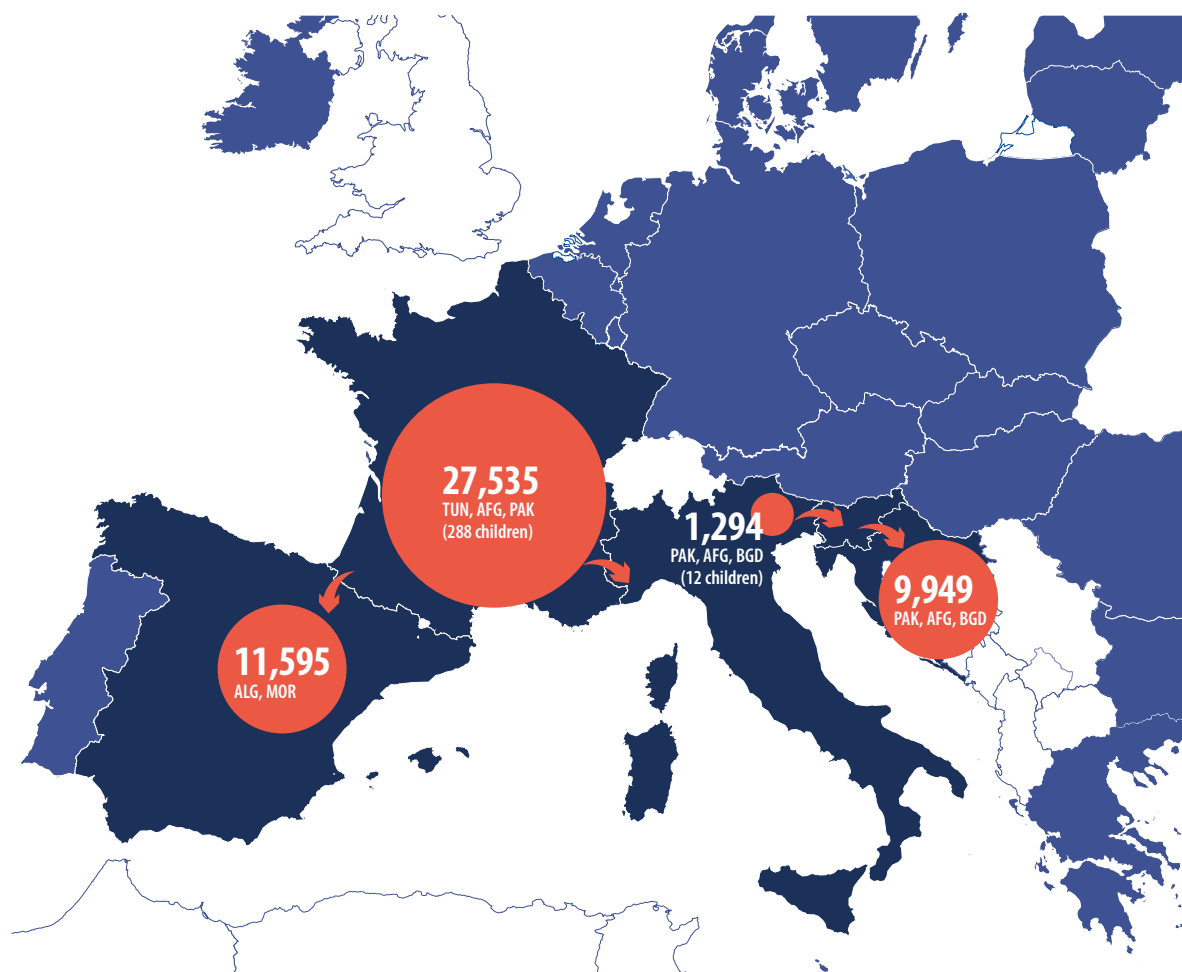 27,535
TUN, AFG, PAK
(288 children)
1,294
PAK, AFG, BGD
(12 children)
9,949
PAK, AFG, BGD
11,595
ALG, MOR